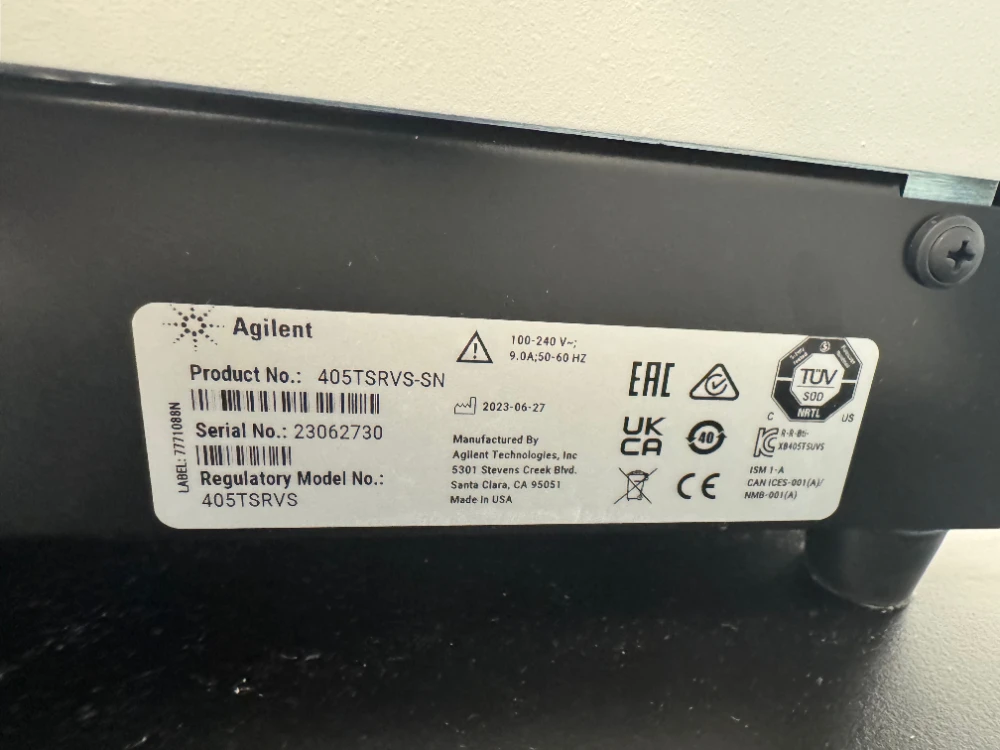 Agilent
Product No.: 405TSRVS-SN
Serial No.: 23062730
Regulatory Model No.:
405TSRVS
LABEL: 7771088N
100-240 V~;
9.0A;50-60 HZ
2023-06-27
Manufactured By
Agilent Technologies, Inc
5301 Stevens Creek Blvd.
Santa Clara, CA 95051
Made in USA
EAC
UK
CA
40
CE
TÜV
SÜD
NRTL
C US
R-R-Bti-
XB405TSUVS
ISM 1-A
CAN ICES-001(A)/
NMB-001(A)